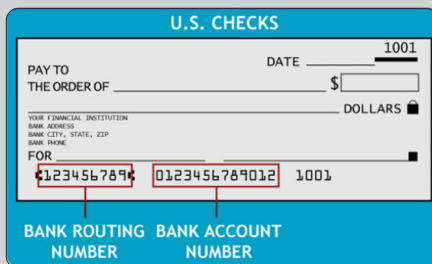 U.S. CHECKS
1001
DATE
PAY TO
THE ORDER OF $
DOLLARS
YOUR FINANCIAL INSTITUTION
BANK ADDRESS
BANK CITY, STATE, ZIP
BANK PHONE
FOR
123456789 0123456789012 1001
BANK ROUTING NUMBER
BANK ACCOUNT NUMBER